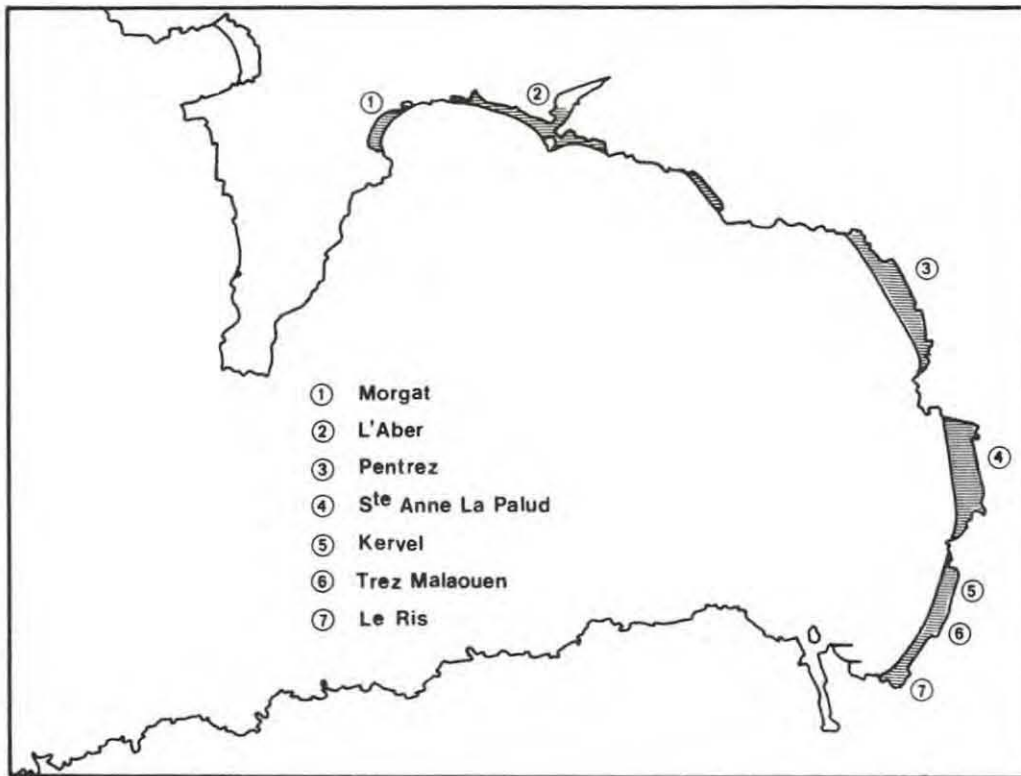 ①
②
③
④
⑤
⑥
⑦
① Morgat
② L'Aber
③ Pentrez
④ Ste Anne La Palud
⑤ Kervel
⑥ Trez Malaouen
⑦ Le Ris